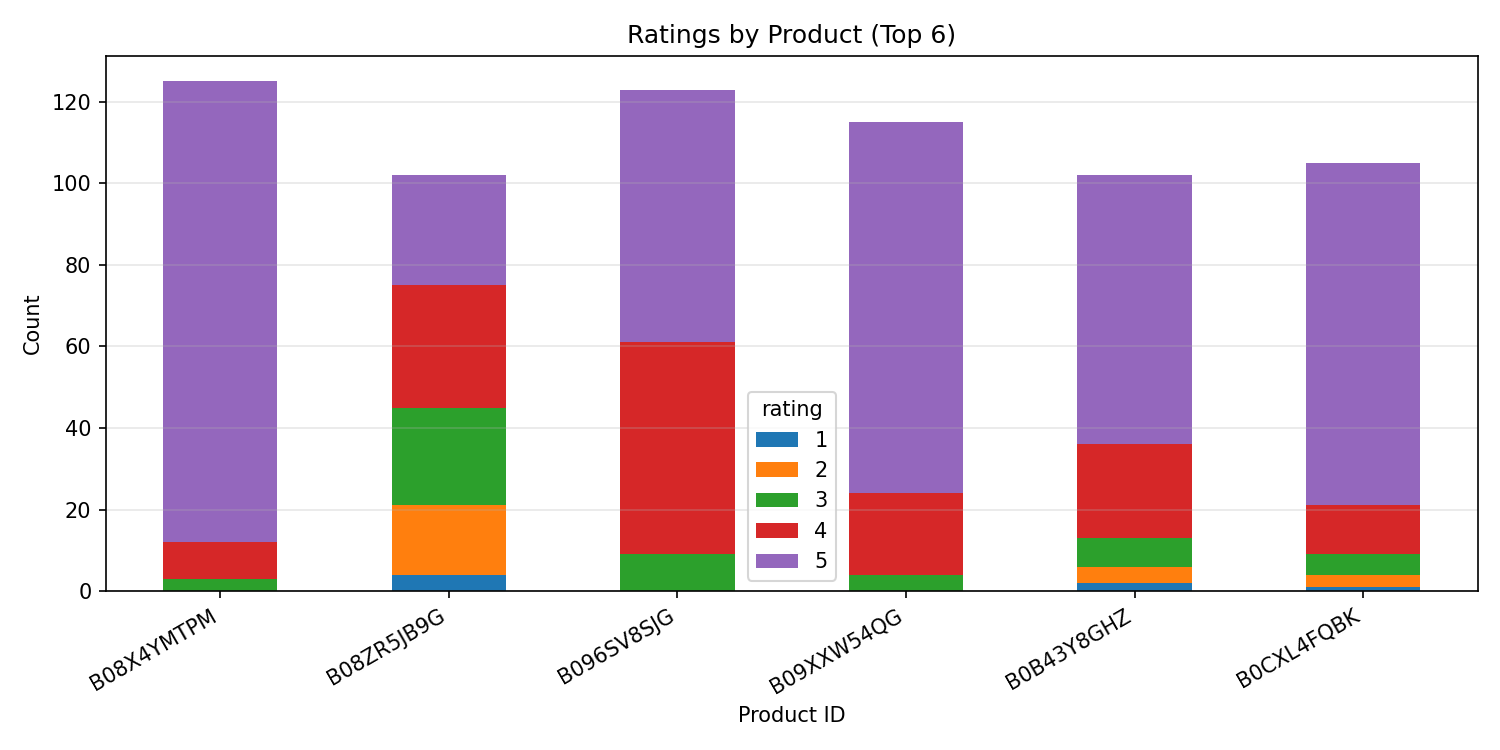 Ratings by Product (Top 6)
Count
120
100
80
60
40
20
0
rating
1
2
3
4
5
B08X4YMTPM
B08ZR5JB9G
B096SV8SJG
B09XXW54QG
B0B43Y8GHZ
B0CXL4FQBK
Product ID